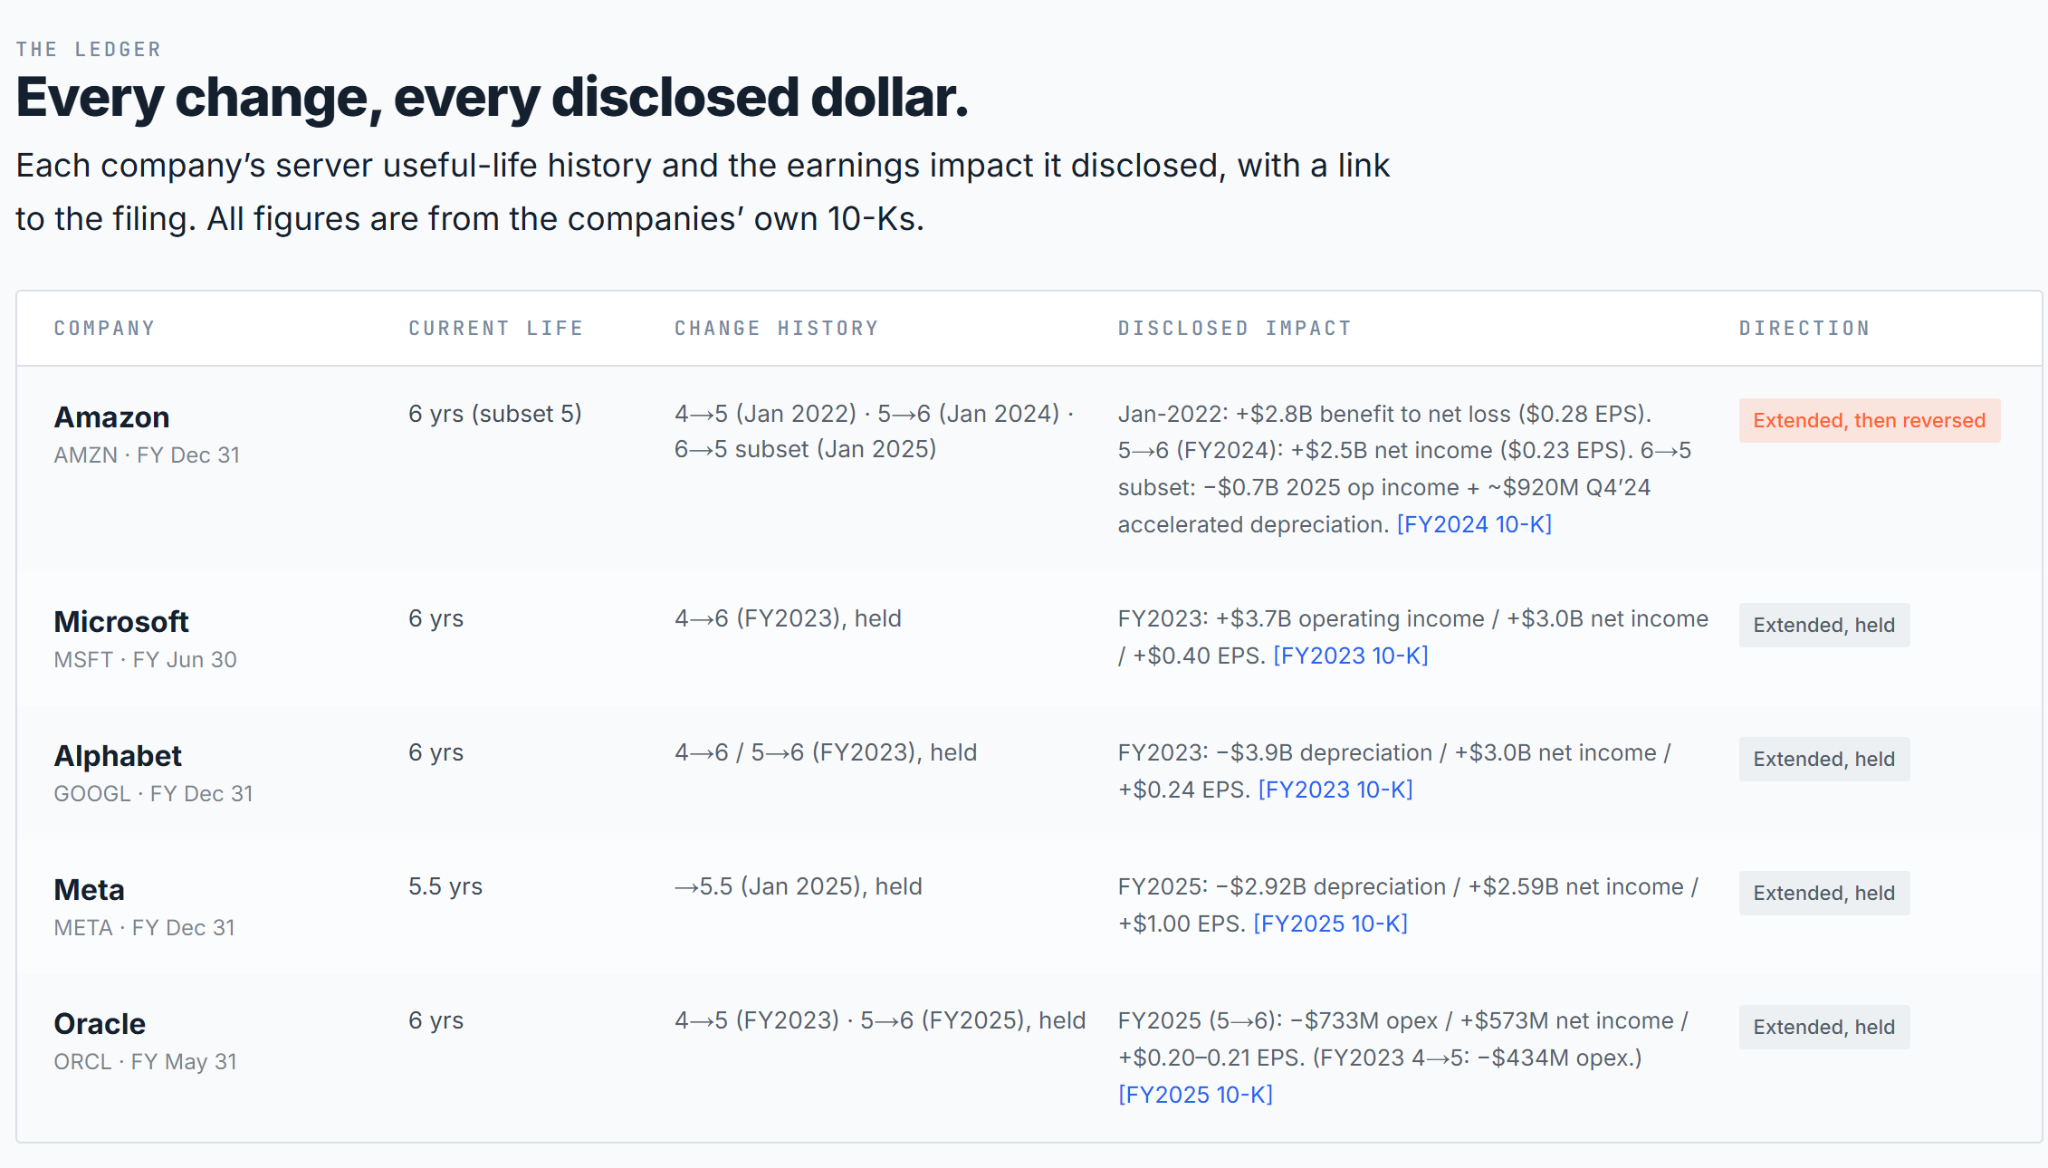 THE LEDGER
Every change, every disclosed dollar.
Each company’s server useful-life history and the earnings impact it disclosed, with a link
to the filing. All figures are from the companies’ own 10-Ks.
COMPANY
CURRENT LIFE
CHANGE HISTORY
DISCLOSED IMPACT
DIRECTION
Amazon
AMZN · FY Dec 31
6 yrs (subset 5)
4→5 (Jan 2022) · 5→6 (Jan 2024) ·
6→5 subset (Jan 2025)
Jan-2022: +$2.8B benefit to net loss ($0.28 EPS).
5→6 (FY2024): +$2.5B net income ($0.23 EPS). 6→5
subset: −$0.7B 2025 op income + ~$920M Q4’24
accelerated depreciation. [FY2024 10-K]
Extended, then reversed
Microsoft
MSFT · FY Jun 30
6 yrs
4→6 (FY2023), held
FY2023: +$3.7B operating income / +$3.0B net income
/ +$0.40 EPS. [FY2023 10-K]
Extended, held
Alphabet
GOOGL · FY Dec 31
6 yrs
4→6 / 5→6 (FY2023), held
FY2023: −$3.9B depreciation / +$3.0B net income /
+$0.24 EPS. [FY2023 10-K]
Extended, held
Meta
META · FY Dec 31
5.5 yrs
→5.5 (Jan 2025), held
FY2025: −$2.92B depreciation / +$2.59B net income /
+$1.00 EPS. [FY2025 10-K]
Extended, held
Oracle
ORCL · FY May 31
6 yrs
4→5 (FY2023) · 5→6 (FY2025), held
FY2025 (5→6): −$733M opex / +$573M net income /
+$0.20–0.21 EPS. (FY2023 4→5: −$434M opex.)
[FY2025 10-K]
Extended, held